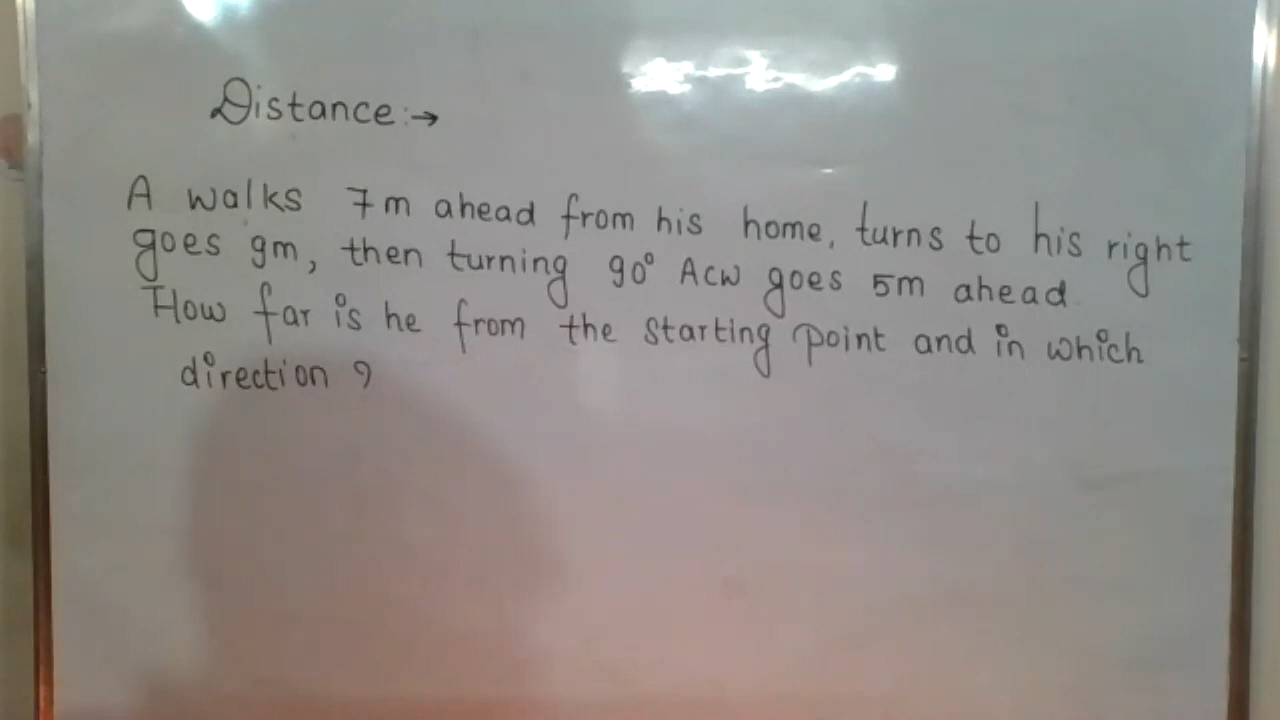 Distance:→
A walks 7m ahead from his home, turns to his right
goes 9m, then turning 90° Acw goes 5m ahead
How far is he from the starting point and in which
direction ?